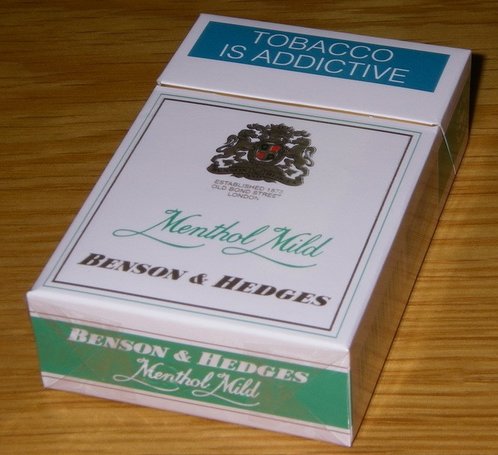 TOBACCO
IS ADDICTIVE
ESTABLISHED 1873
OLD BOND STREET
LONDON
Menthol Mild
BENSON & HEDGES
BENSON & HEDGES
Menthol Mild